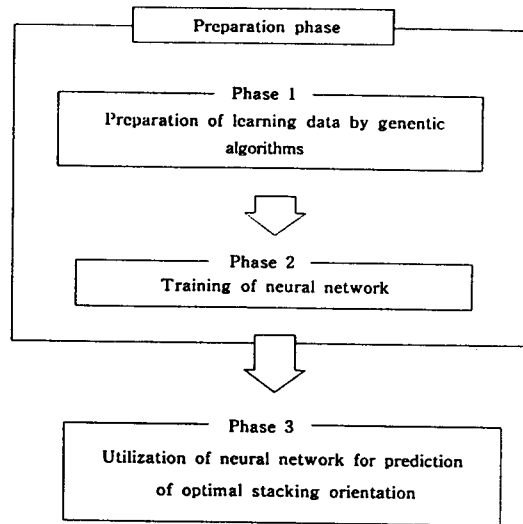 Preparation phase
Phase 1
Preparation of learning data by genentic
algorithms
Phase 2
Training of neural network
Phase 3
Utilization of neural network for prediction
of optimal stacking orientation